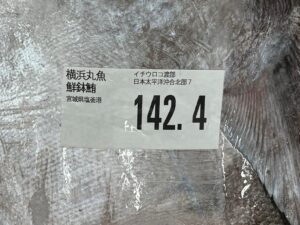 横浜丸魚
鮮鉢鮪
宮城県塩釜港
イチウロコ渡部
日本太平洋沖合北部7
142.4